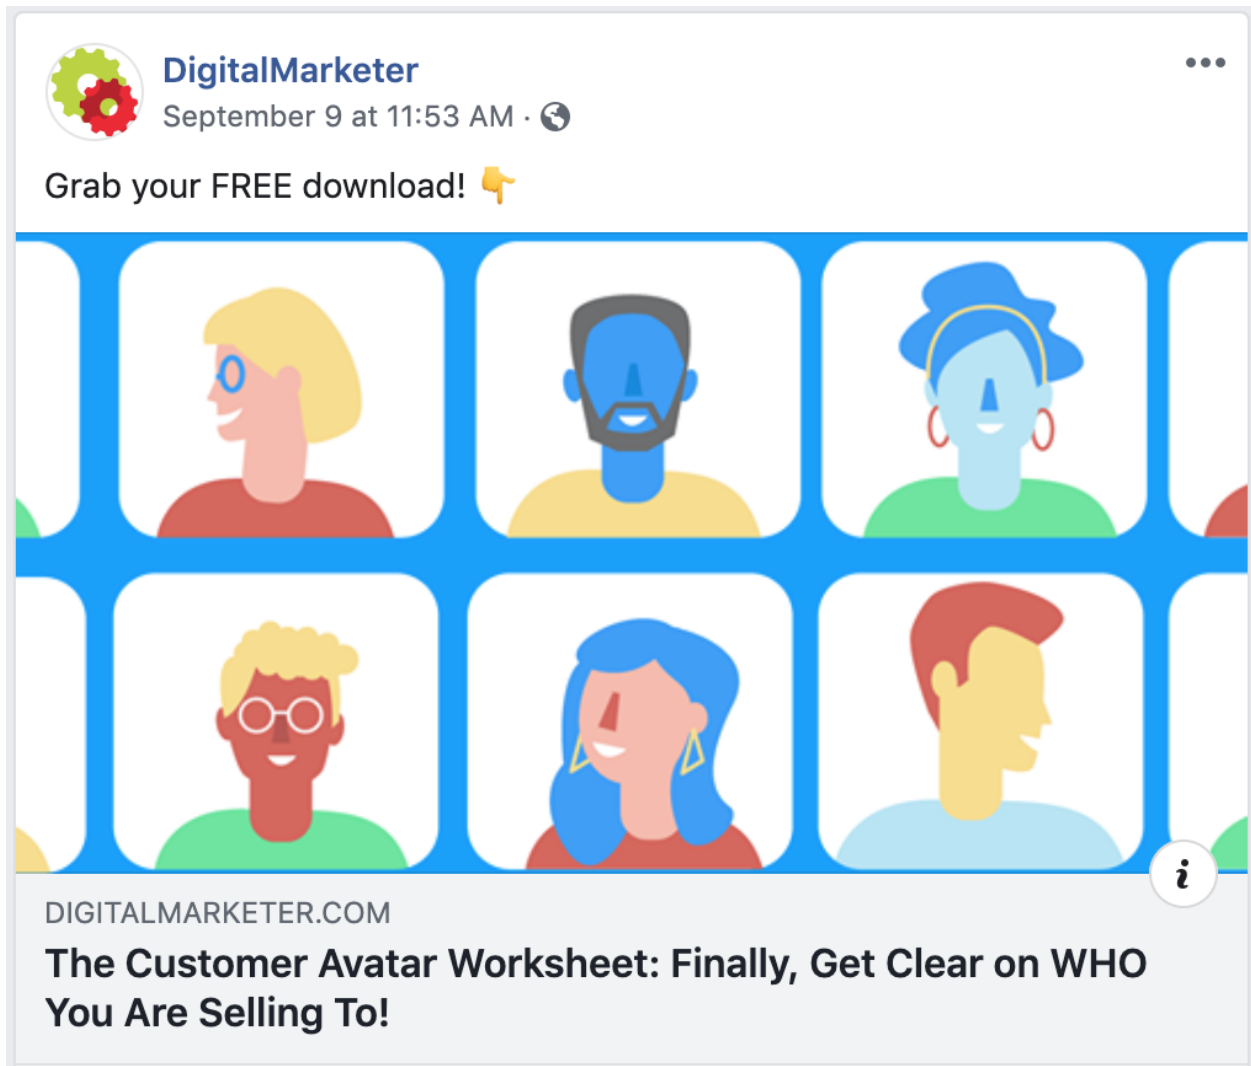 DigitalMarketer
September 9 at 11:53 AM ·
Grab your FREE download! 👇
DIGITALMARKETER.COM
The Customer Avatar Worksheet: Finally, Get Clear on WHO
You Are Selling To!